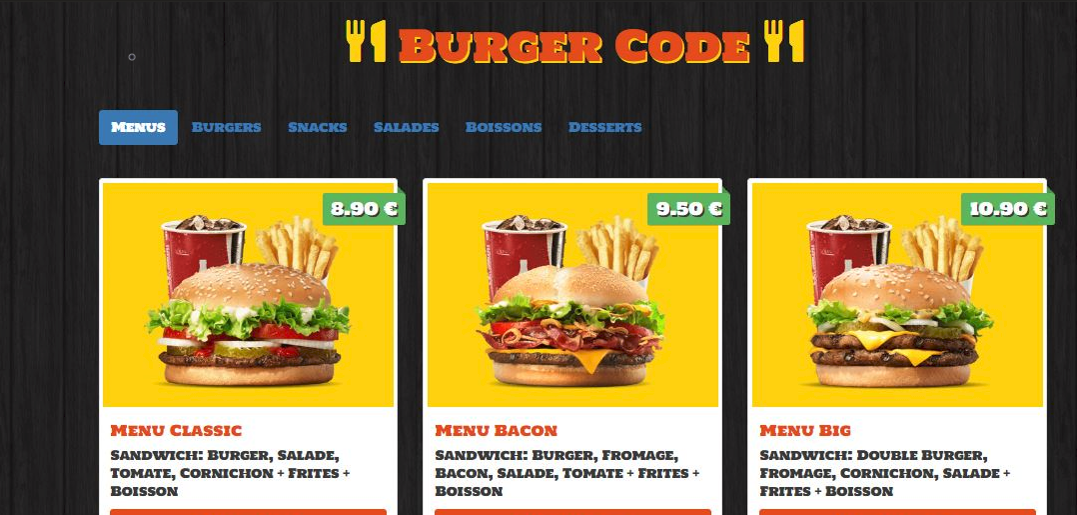 Burger Code
Menus Burgers Snacks Salades Boissons Desserts
8.90 €
9.50 €
10.90 €
Menu Classic
Sandwich: Burger, Salade,
Tomate, Cornichon + Frites +
Boisson
Menu Bacon
Sandwich: Burger, Fromage,
Bacon, Salade, Tomate + Frites +
Boisson
Menu Big
Sandwich: Double Burger,
Fromage, Cornichon, Salade +
Frites + Boisson